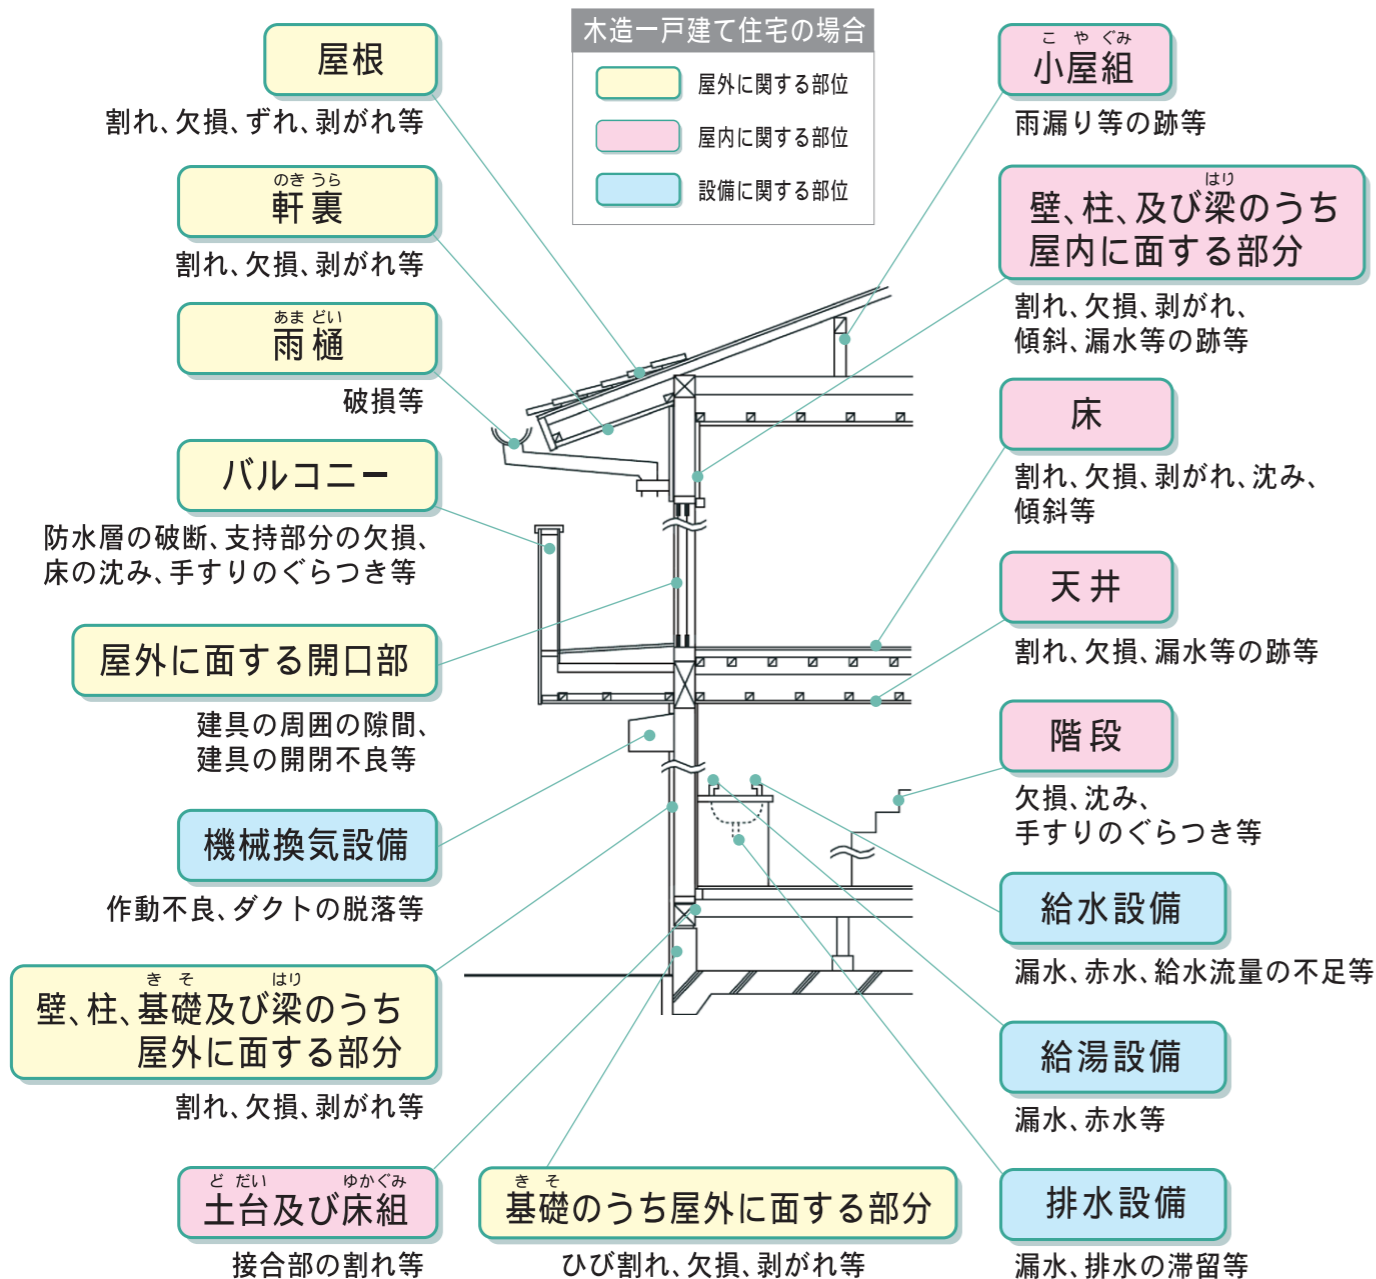 木造一戸建て住宅の場合
屋外に関する部位
屋内に関する部位
設備に関する部位
屋根
割れ、欠損、ずれ、剥がれ等
のき うら
軒裏
割れ、欠損、剥がれ等
あま どい
雨樋
破損等
バルコニー
防水層の破断、支持部分の欠損、
床の沈み、手すりのぐらつき等
屋外に面する開口部
建具の周囲の隙間、
建具の開閉不良等
機械換気設備
作動不良、ダクトの脱落等
き そ はり
壁、柱、基礎及び梁のうち
屋外に面する部分
割れ、欠損、剥がれ等
ど だい ゆかぐみ
土台及び床組
接合部の割れ等
き そ
基礎のうち屋外に面する部分
ひび割れ、欠損、剥がれ等
こ や ぐみ
小屋組
雨漏り等の跡等
はり
壁、柱、及び梁のうち
屋内に面する部分
割れ、欠損、剥がれ、
傾斜、漏水等の跡等
床
割れ、欠損、剥がれ、沈み、
傾斜等
天井
割れ、欠損、漏水等の跡等
階段
欠損、沈み、
手すりのぐらつき等
給水設備
漏水、赤水、給水流量の不足等
給湯設備
漏水、赤水等
排水設備
漏水、排水の滞留等